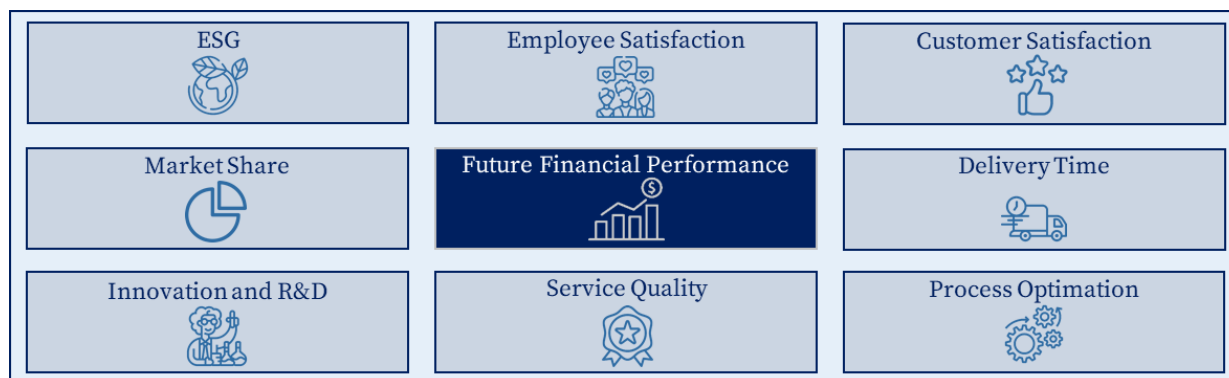 ESG
Employee Satisfaction
Customer Satisfaction
Market Share
Future Financial Performance
$
Delivery Time
Innovation and R&D
Service Quality
Process Optimation